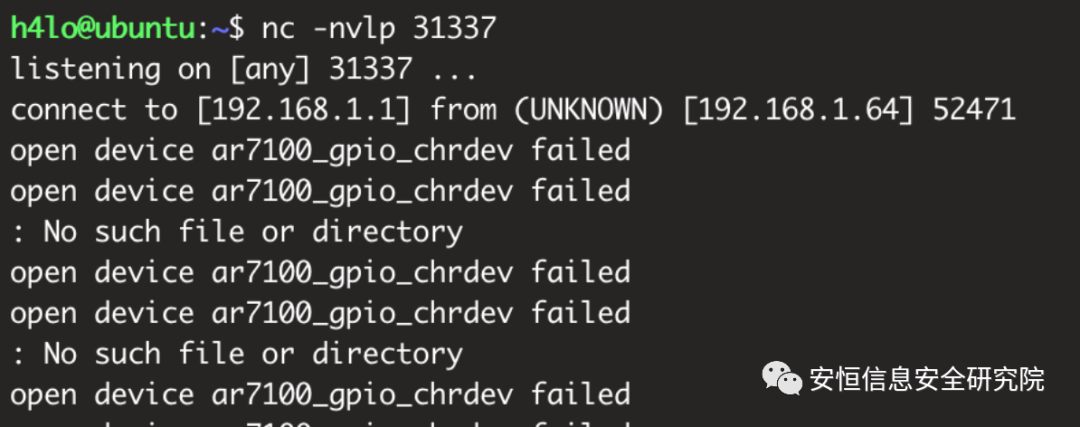 h4lo@ubuntu:~$ nc -nvlp 31337
listening on [any] 31337 ...
connect to [192.168.1.1] from (UNKNOWN) [192.168.1.64] 52471
open device ar7100_gpio_chrdev failed
open device ar7100_gpio_chrdev failed
: No such file or directory
open device ar7100_gpio_chrdev failed
open device ar7100_gpio_chrdev failed
: No such file or directory
open device ar7100_gpio_chrdev failed
安恒信息安全研究院